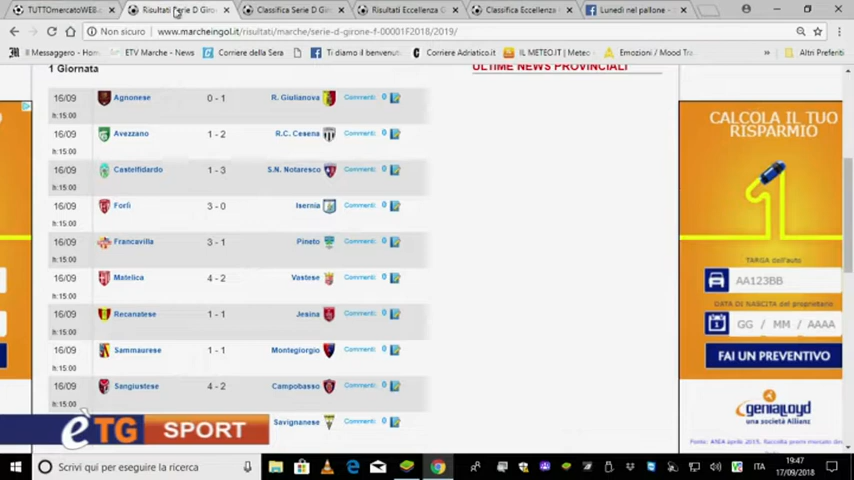 TUTTOmercatoWEB.c
Risultati Serie D Giron
Classifica Serie D Gi
Risultati Eccellenza G
Classifica Eccellenz
Lunedì nel pallone -
Non sicuro
www.marcheingol.it/risultati/marche/serie-d-girone-f-00001F2018/2019/
Il Messaggero Casa
ETV Marche - News
Corriere della Sera
Ti diamo il benvenut
IL METEO.IT | Meteo
Emozioni / Mood Tra
Altri Preferiti
1 Giornata
ULTIME NEWS PROVINCIALI
16/09 h:15:00 Agnonese 0 - 1 R. Giulianova Commenti: 0
16/09 h:15:00 Avezzano 1 - 2 R.C. Cesena Commenti: 0
16/09 h:15:00 Castelfidardo 1 - 3 S.N. Notaresco Commenti: 0
16/09 h:15:00 Forlì 3 - 0 Isernia Commenti: 0
16/09 h:15:00 Francavilla 3 - 1 Pineto Commenti: 0
16/09 h:15:00 Matelica 4 - 2 Vastese Commenti: 0
16/09 h:15:00 Recanatese 1 - 1 Jesina Commenti: 0
16/09 h:15:00 Sammaurese 1 - 1 Montegiorgio Commenti: 0
16/09 h:15:00 Sangiustese 4 - 2 Campobasso Commenti: 0
Savignanese Commenti: 0
CALCOLA IL TUO
RISPARMIO
1
TARGA dell'auto
AA123BB
DATA DI NASCITA del proprietario
GG / MM / AAAA
FAI UN PREVENTIVO
genialloyd
una società Allianz
èTG SPORT
Scrivi qui per eseguire la ricerca
ITA
19:47
17/09/2018